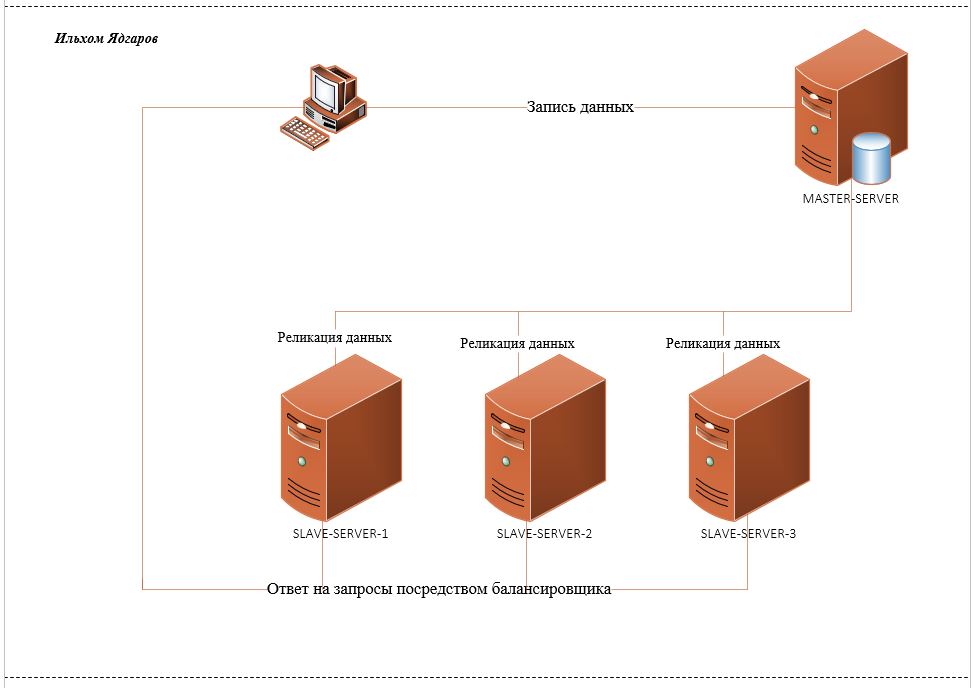 Ильхом Ядгаров
Запись данных
MASTER-SERVER
Реликация данных
Реликация данных
Реликация данных
SLAVE-SERVER-1
SLAVE-SERVER-2
SLAVE-SERVER-3
Ответ на запросы посредством балансировщика